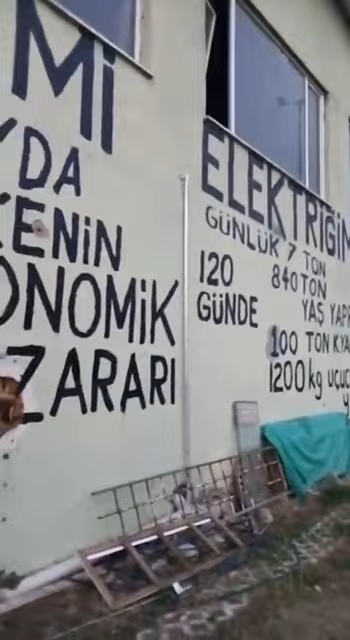 Mİ
'DA
ENİN
ONOMİK
ZARARI
ELEKTRİĞİM
GÜNLÜK 7 TON
120 840 TON
GÜNDE YAŞ YAPR
100 TON KYA
1200 kg UÇUC